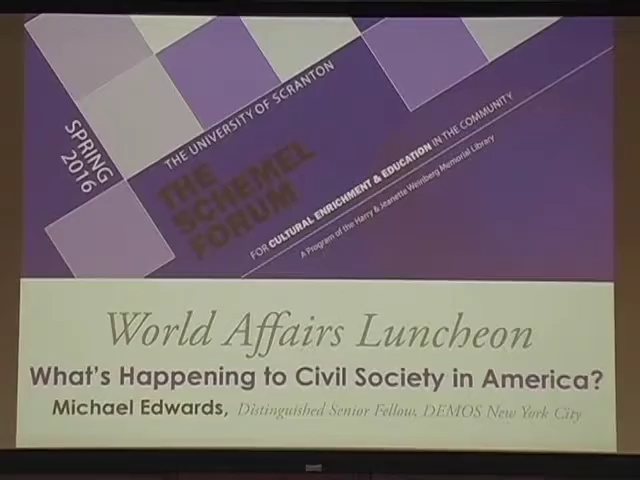 SPRING
2016
THE UNIVERSITY OF SCRANTON
THE
SCHEMEL
FORUM
FOR CULTURAL ENRICHMENT & EDUCATION IN THE COMMUNITY
A Program of the Harry & Jeanette Weinberg Memorial Library
World Affairs Luncheon
What's Happening to Civil Society in America?
Michael Edwards, Distinguished Senior Fellow, DEMOS New York City